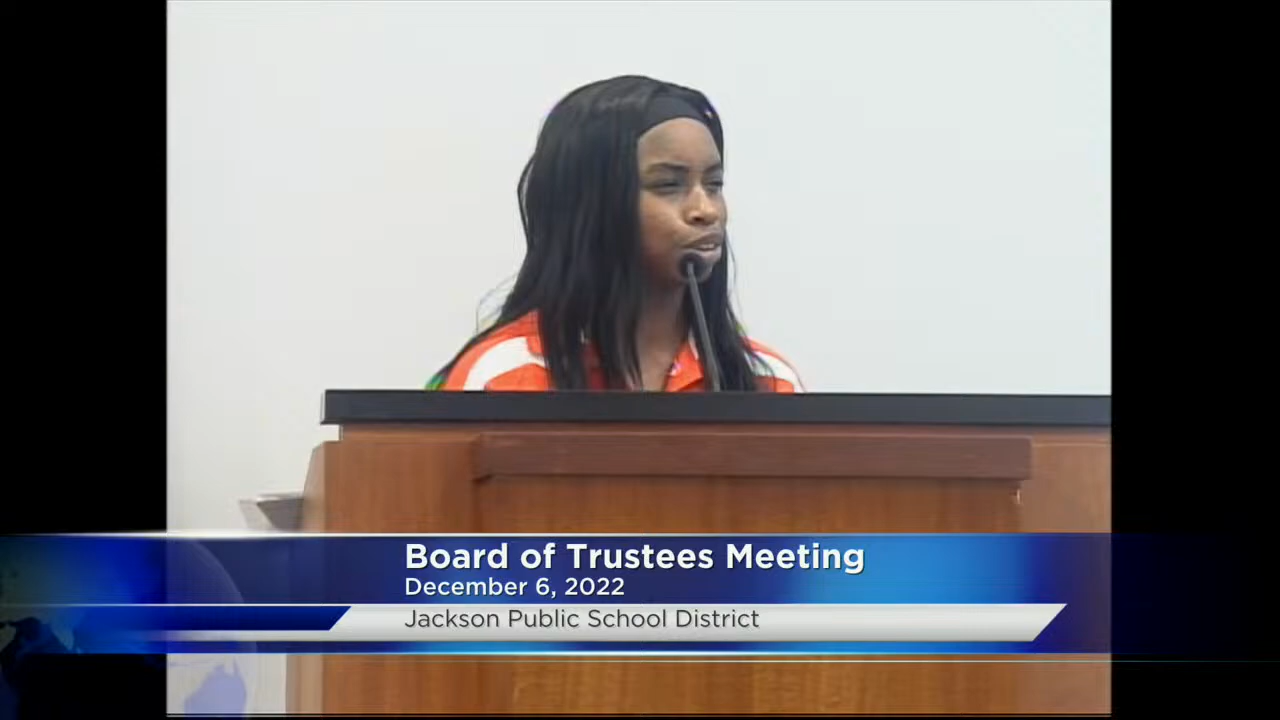 Board of Trustees Meeting
December 6, 2022
Jackson Public School District